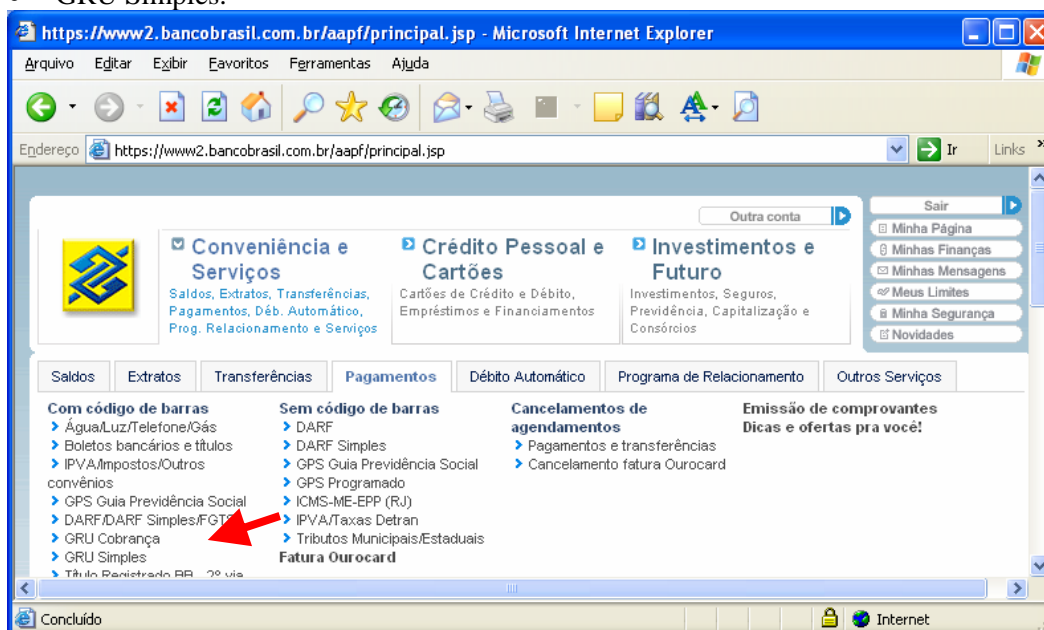 GRU Simples.
https://www2.bancobrasil.com.br/aapf/principal.jsp - Microsoft Internet Explorer
Arquivo Editar Exibir Favoritos Ferramentas Ajuda
Endereço https://www2.bancobrasil.com.br/aapf/principal.jsp Ir Links
Outra conta
Sair
Minha Página
Minhas Finanças
Minhas Mensagens
Meus Limites
Minha Segurança
Novidades
Conveniência e
Serviços
Saldos, Extratos, Transferências,
Pagamentos, Déb. Automático,
Prog. Relacionamento e Serviços
Crédito Pessoal e
Cartões
Cartões de Crédito e Débito,
Empréstimos e Financiamentos
Investimentos e
Futuro
Investimentos, Seguros,
Previdência, Capitalização e
Consórcios
Saldos Extratos Transferências Pagamentos Débito Automático Programa de Relacionamento Outros Serviços
Com código de barras
Água/Luz/Telefone/Gás
Boletos bancários e títulos
IPVA/Impostos/Outros
convênios
GPS Guia Previdência Social
DARF/DARF Simples/FGTS
GRU Cobrança
GRU Simples
Título Registrado BB - 2ª via
Sem código de barras
DARF
DARF Simples
GPS Guia Previdência Social
GPS Programado
ICMS-ME-EPP (RJ)
IPVA/Taxas Detran
Tributos Municipais/Estaduais
Fatura Ourocard
Cancelamentos de
agendamentos
Pagamentos e transferências
Cancelamento fatura Ourocard
Emissão de comprovantes
Dicas e ofertas pra você!
Concluído Internet